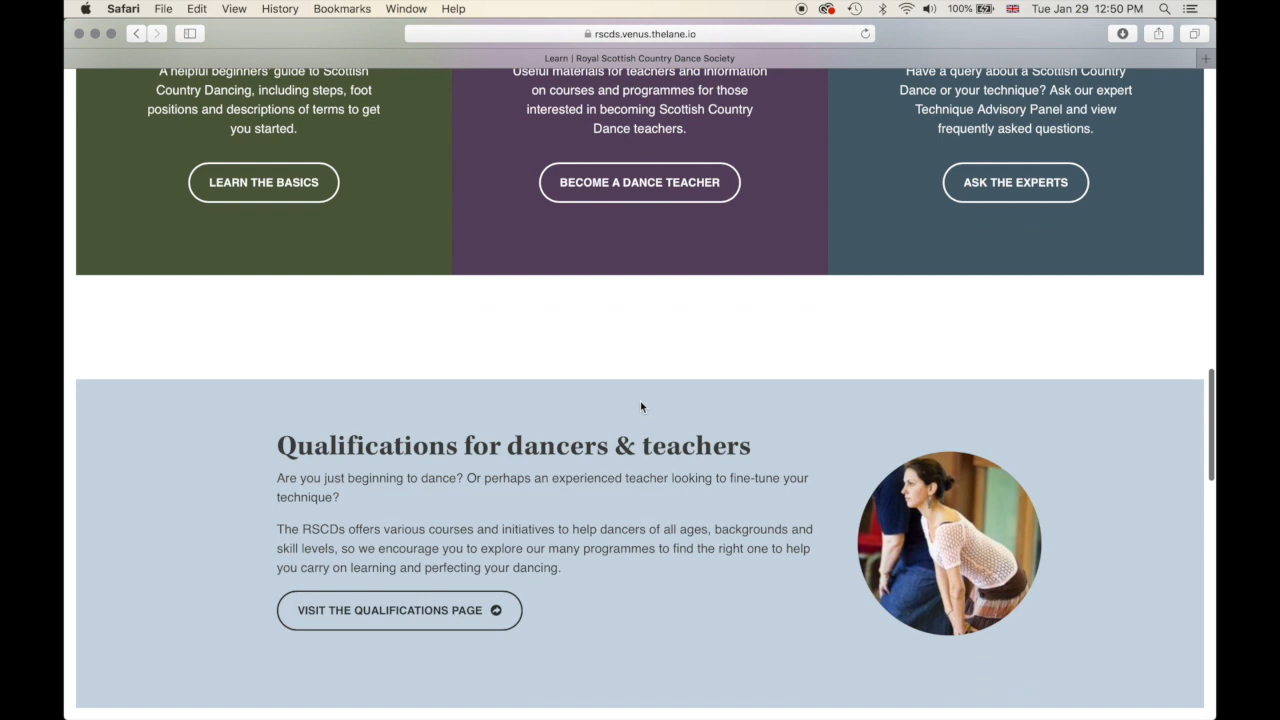 Safari File Edit View History Bookmarks Window Help 100% Tue Jan 29 12:50 PM
rscds.venus.thelane.io
Learn | Royal Scottish Country Dance Society
A helpful beginners' guide to Scottish
Country Dancing, including steps, foot
positions and descriptions of terms to get
you started.
LEARN THE BASICS
Useful materials for teachers and information
on courses and programmes for those
interested in becoming Scottish Country
Dance teachers.
BECOME A DANCE TEACHER
Have a query about a Scottish Country
Dance or your technique? Ask our expert
Technique Advisory Panel and view
frequently asked questions.
ASK THE EXPERTS
Qualifications for dancers & teachers
Are you just beginning to dance? Or perhaps an experienced teacher looking to fine-tune your
technique?
The RSCDs offers various courses and initiatives to help dancers of all ages, backgrounds and
skill levels, so we encourage you to explore our many programmes to find the right one to help
you carry on learning and perfecting your dancing.
VISIT THE QUALIFICATIONS PAGE